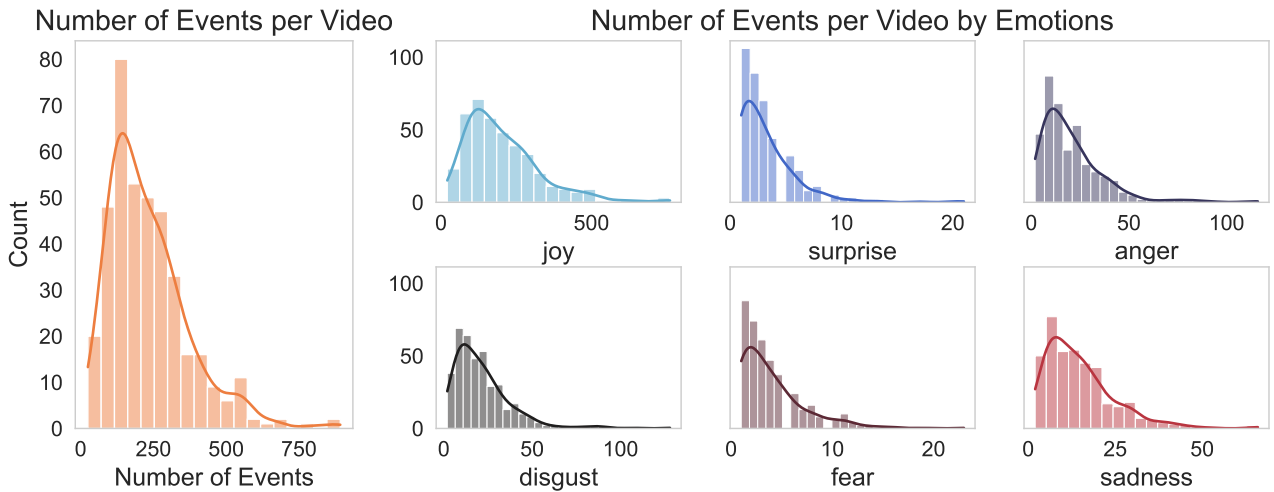 Number of Events per Video
Count
80
70
60
50
40
30
20
10
0
0 250 500 750
Number of Events
Number of Events per Video by Emotions
100
50
0
0 500
joy
0 10 20
surprise
0 50 100
anger
100
50
0
0 50 100
disgust
0 10 20
fear
0 25 50
sadness